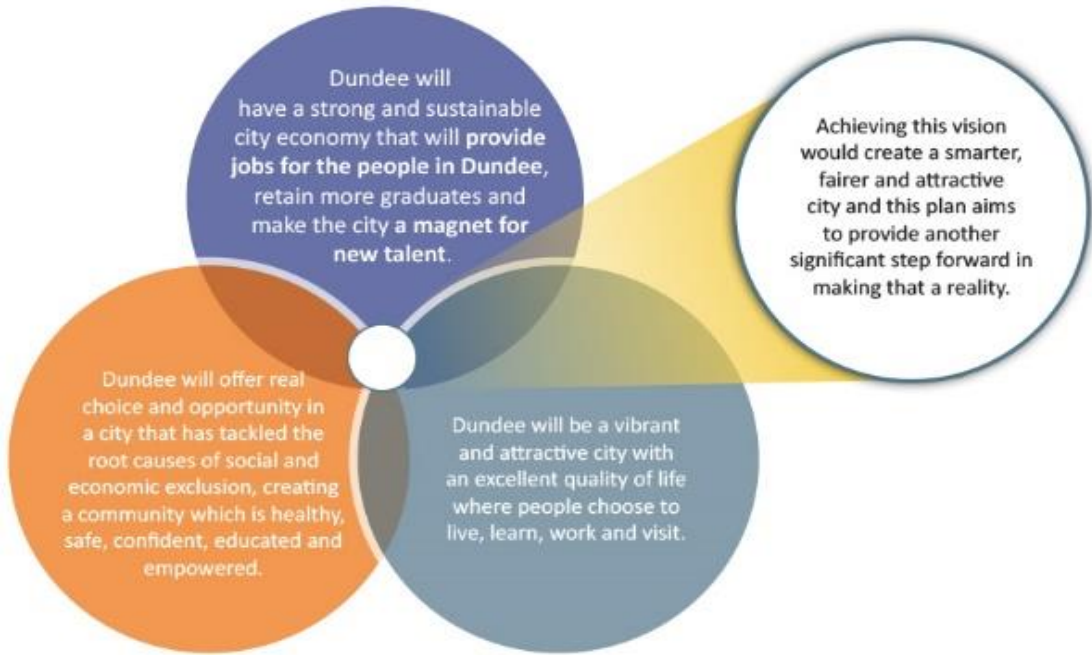 Dundee will
have a strong and sustainable
city economy that will provide
jobs for the people in Dundee,
retain more graduates and
make the city a magnet for
new talent.
Achieving this vision
would create a smarter,
fairer and attractive
city and this plan aims
to provide another
significant step forward in
making that a reality.
Dundee will offer real
choice and opportunity in
a city that has tackled the
root causes of social and
economic exclusion, creating
a community which is healthy,
safe, confident, educated and
empowered.
Dundee will be a vibrant
and attractive city with
an excellent quality of life
where people choose to
live, learn, work and visit.